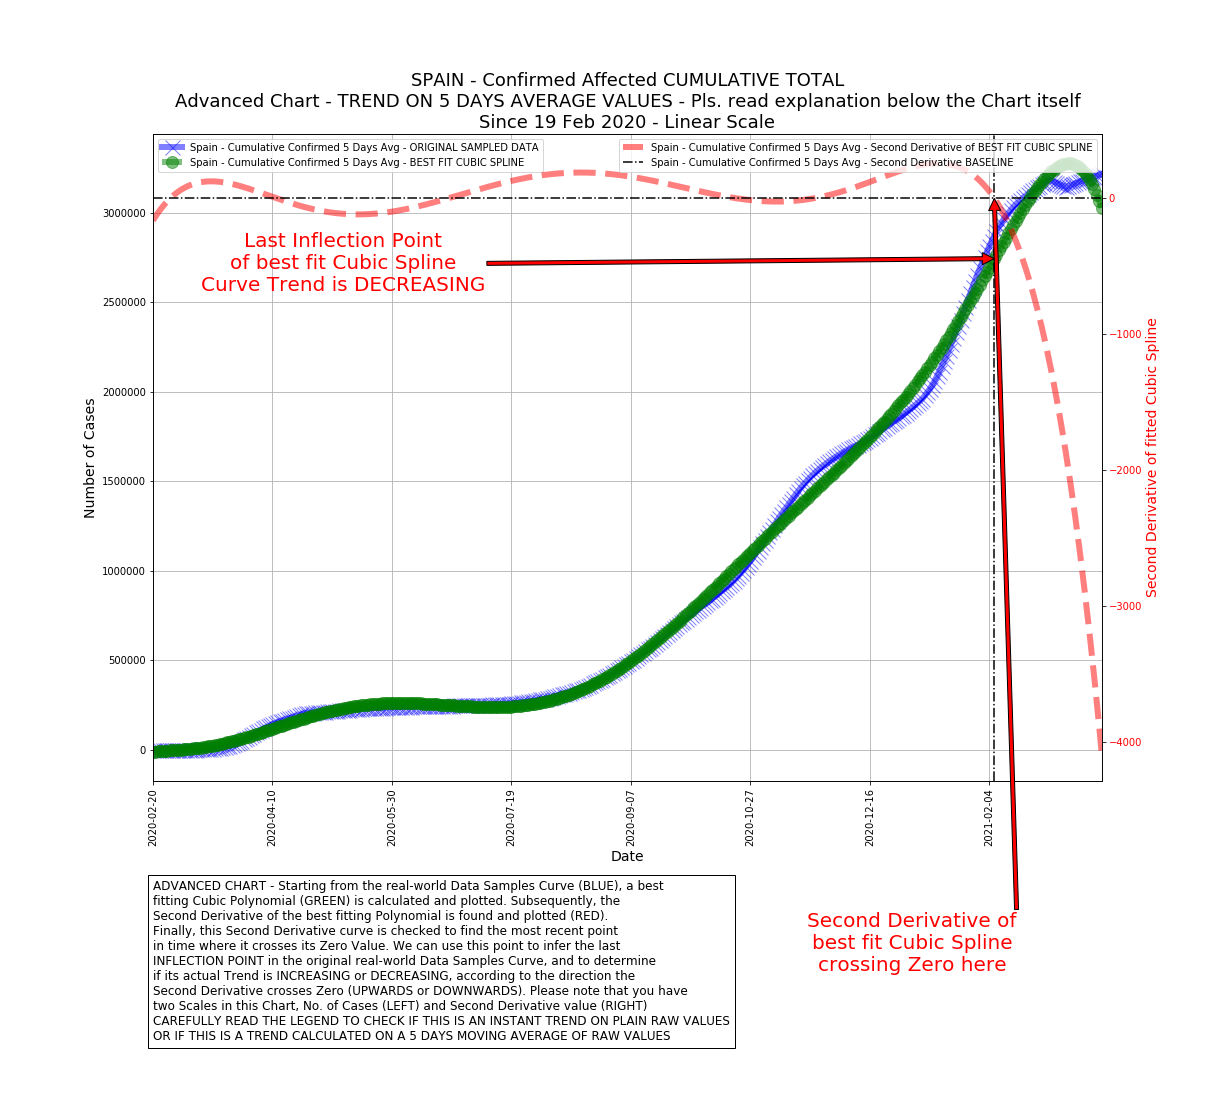 SPAIN - Confirmed Affected CUMULATIVE TOTAL
Advanced Chart - TREND ON 5 DAYS AVERAGE VALUES - Pls. read explanation below the Chart itself
Since 19 Feb 2020 - Linear Scale
Spain - Cumulative Confirmed 5 Days Avg - ORIGINAL SAMPLED DATA
Spain - Cumulative Confirmed 5 Days Avg - BEST FIT CUBIC SPLINE
Spain - Cumulative Confirmed 5 Days Avg - Second Derivative of BEST FIT CUBIC SPLINE
Spain - Cumulative Confirmed 5 Days Avg - Second Derivative BASELINE
Last Inflection Point
of best fit Cubic Spline
Curve Trend is DECREASING
Number of Cases
3000000
2500000
2000000
1500000
1000000
500000
0
0
−1000
−2000
−3000
−4000
Second Derivative of fitted Cubic Spline
2020-02-20
2020-04-10
2020-05-30
2020-07-19
2020-09-07
2020-10-27
2020-12-16
2021-02-04
Date
ADVANCED CHART - Starting from the real-world Data Samples Curve (BLUE), a best
fitting Cubic Polynomial (GREEN) is calculated and plotted. Subsequently, the
Second Derivative of the best fitting Polynomial is found and plotted (RED).
Finally, this Second Derivative curve is checked to find the most recent point
in time where it crosses its Zero Value. We can use this point to infer the last
INFLECTION POINT in the original real-world Data Samples Curve, and to determine
if its actual Trend is INCREASING or DECREASING, according to the direction the
Second Derivative crosses Zero (UPWARDS or DOWNWARDS). Please note that you have
two Scales in this Chart, No. of Cases (LEFT) and Second Derivative value (RIGHT)
CAREFULLY READ THE LEGEND TO CHECK IF THIS IS AN INSTANT TREND ON PLAIN RAW VALUES
OR IF THIS IS A TREND CALCULATED ON A 5 DAYS MOVING AVERAGE OF RAW VALUES
Second Derivative of
best fit Cubic Spline
crossing Zero here